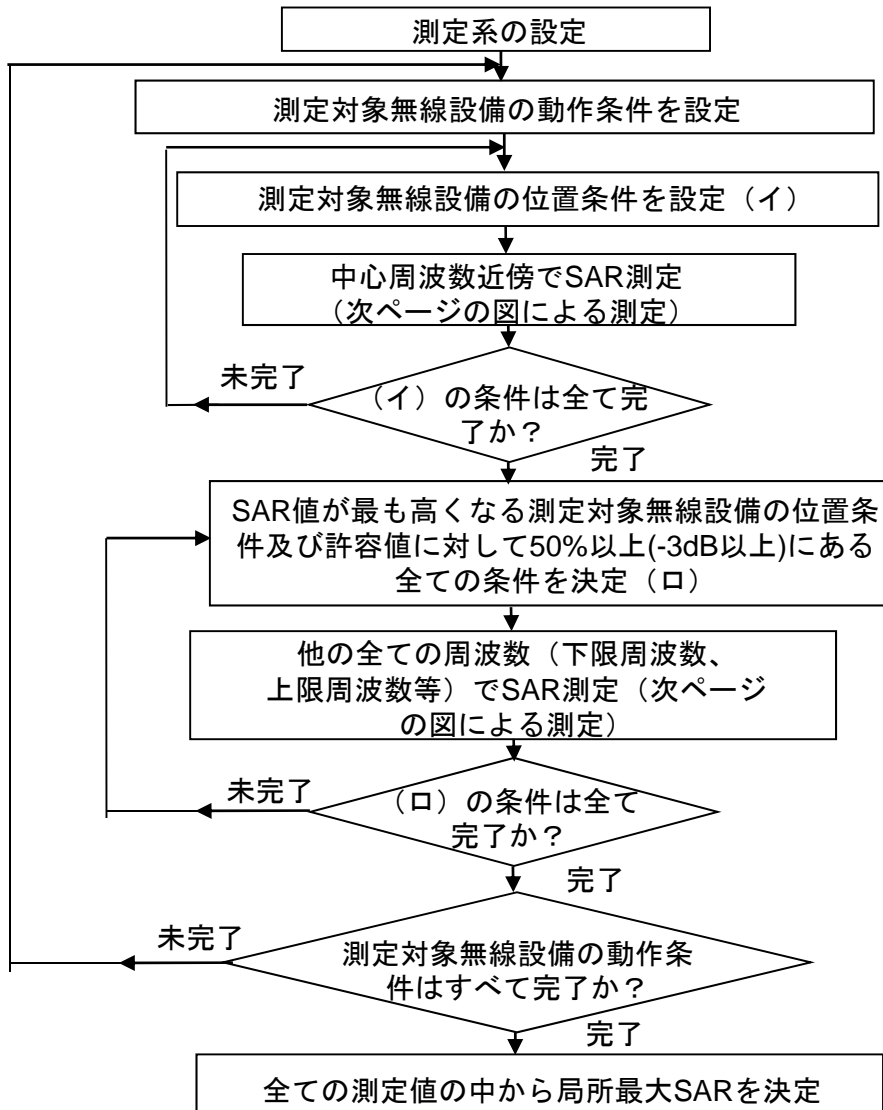 測定系の設定
測定対象無線設備の動作条件を設定
測定対象無線設備の位置条件を設定（イ）
中心周波数近傍でSAR測定
（次ページの図による測定）
未完了
（イ）の条件は全て完
了か？
完了
SAR値が最も高くなる測定対象無線設備の位置条
件及び許容値に対して50%以上(-3dB以上)にある
全ての条件を決定（ロ）
他の全ての周波数（下限周波数、
上限周波数等）でSAR測定（次ページ
の図による測定）
未完了
（ロ）の条件は全て
完了か？
完了
未完了
測定対象無線設備の動作条
件はすべて完了か？
完了
全ての測定値の中から局所最大SARを決定